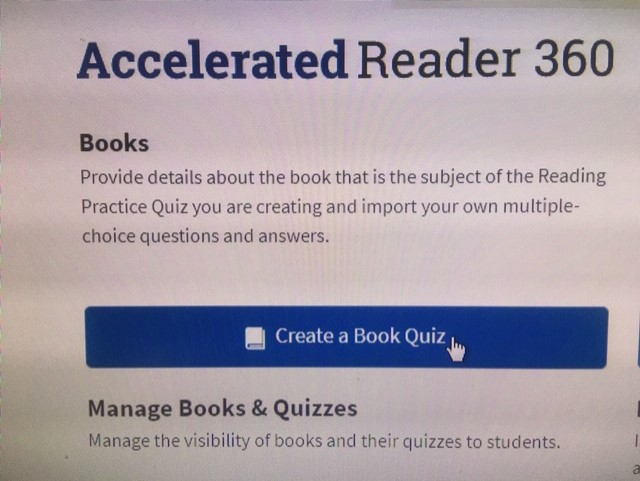 Accelerated Reader 360
Books
Provide details about the book that is the subject of the Reading
Practice Quiz you are creating and import your own multiple-
choice questions and answers.
Create a Book Quiz
Manage Books & Quizzes
Manage the visibility of books and their quizzes to students.